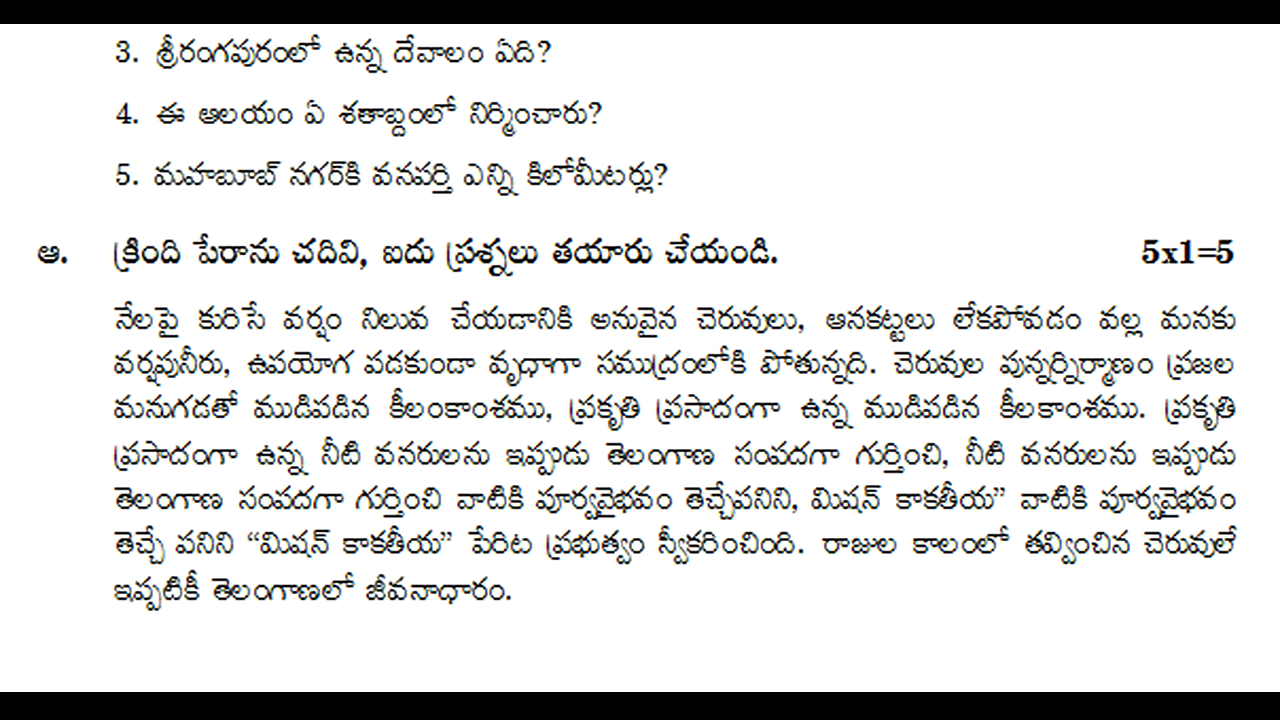 3. శ్రీరంగపురంలో ఉన్న దేవాలం ఏది?
4. ఈ ఆలయం ఏ శతాబ్దంలో నిర్మించారు?
5. మహబూబ్ నగర్‌కి వనపర్తి ఎన్ని కిలోమీటర్లు?
ఆ. క్రింది పేరాను చదివి, ఐదు ప్రశ్నలు తయారు చేయండి. 5x1=5
నేలపై కురిసే వర్షం నిలువ చేయడానికి అనువైన చెరువులు, ఆనకట్టలు లేకపోవడం వల్ల మనకు
వర్షపునీరు, ఉపయోగ పడకుండా వృధాగా సముద్రంలోకి పోతున్నది. చెరువుల పున్నర్నిర్మాణం ప్రజల
మనుగడతో ముడిపడిన కీలంకాంశము, ప్రకృతి ప్రసాదంగా ఉన్న ముడిపడిన కీలకాంశము. ప్రకృతి
ప్రసాదంగా ఉన్న నీటి వనరులను ఇప్పుడు తెలంగాణ సంపదగా గుర్తించి, నీటి వనరులను ఇప్పుడు
తెలంగాణ సంపదగా గుర్తించి వాటికి పూర్వవైభవం తెచ్చేపనిని, మిషన్ కాకతీయ” వాటికి పూర్వవైభవం
తెచ్చే పనిని “మిషన్ కాకతీయ” పేరిట ప్రభుత్వం స్వీకరించింది. రాజుల కాలంలో తవ్వించిన చెరువులే
ఇప్పటికీ తెలంగాణలో జీవనాధారం.